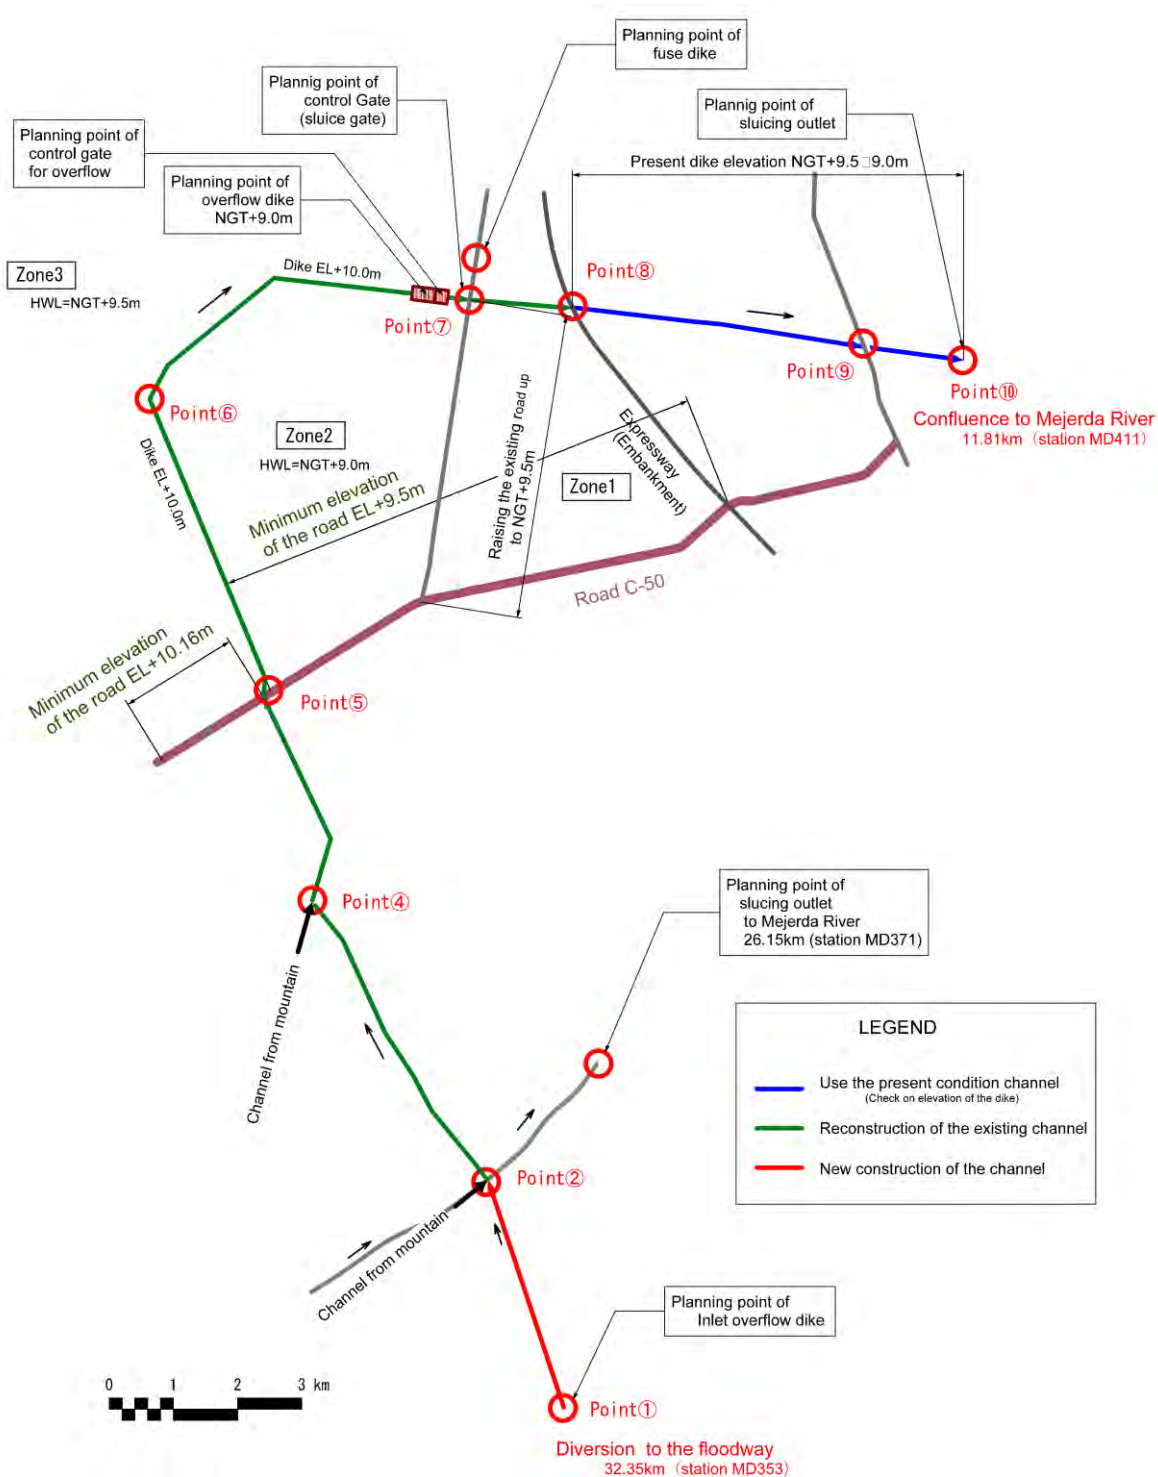 Planning point of
fuse dike
Plannig point of
control Gate
(sluice gate)
Planning point of
sluicing outlet
Planning point of
control gate
for overflow
Planning point of
overflow dike
NGT+9.0m
Present dike elevation NGT+9.5□9.0m
Zone3
HWL=NGT+9.5m
Dike EL+10.0m
Point⑧
Point⑦
Point⑨
Point⑩
Confluence to Mejerda River
11.81km (station MD411)
Point⑥
Dike EL+10.0m
Zone2
HWL=NGT+9.0m
Minimum elevation
of the road EL+9.5m
Raising the existing road up
to NGT+9.5m
Zone1
Expressway
(Embankment)
Road C-50
Minimum elevation
of the road EL+10.16m
Point⑤
Point④
Channel from mountain
Planning point of
slucing outlet
to Mejerda River
26.15km (station MD371)
LEGEND
Use the present condition channel
(Check on elevation of the dike)
Reconstruction of the existing channel
New construction of the channel
Point②
Channel from mountain
Planning point of
Inlet overflow dike
0 1 2 3 km
Point①
Diversion to the floodway
32.35km (station MD353)